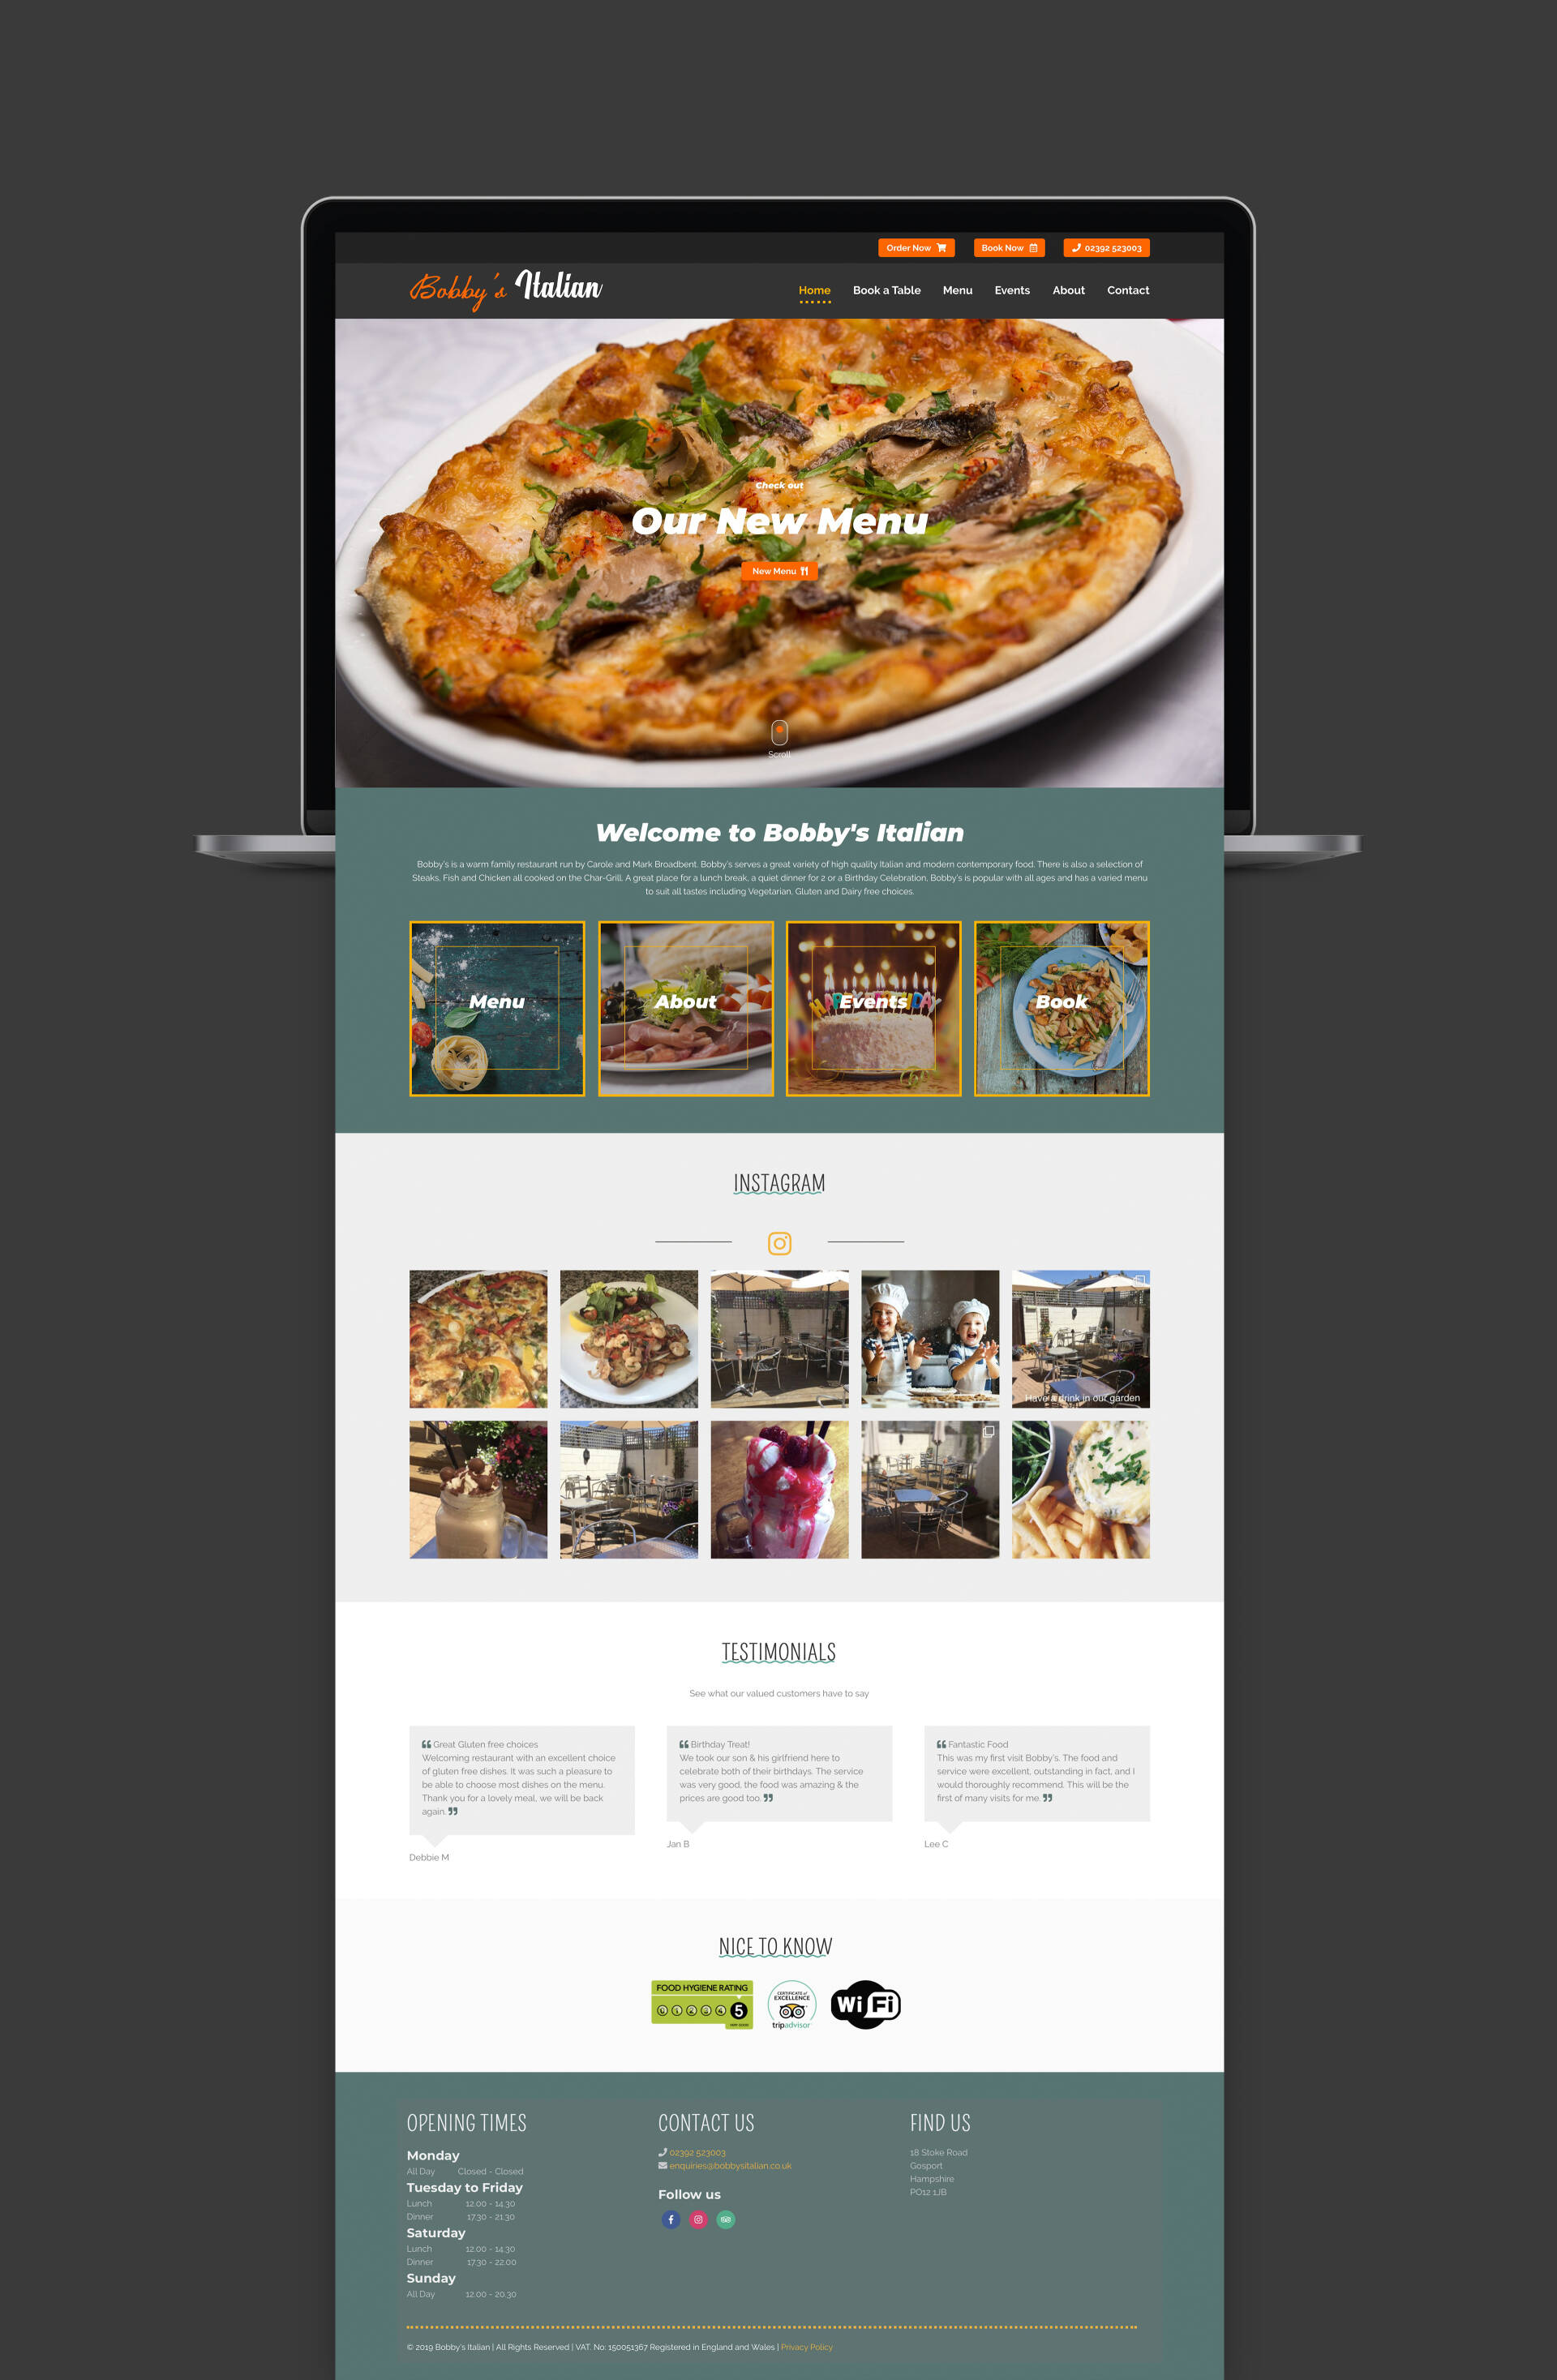 Order Now
Book Now
02392 523003
Bobby's Italian
Home
Book a Table
Menu
Events
About
Contact
Check out
Our New Menu
New Menu
Scroll
Welcome to Bobby's Italian
Bobby's is a warm family restaurant run by Carole and Mark Broadbent. Bobby's serves a great variety of high quality Italian and modern contemporary food. There is also a selection of
Steaks, Fish and Chicken all cooked on the Char-Grill. A great place for a lunch break, a quiet dinner for 2 or a Birthday Celebration, Bobby's is popular with all ages and has a varied menu
to suit all tastes including Vegetarian, Gluten and Dairy free choices.
Menu
About
Events
Book
INSTAGRAM
Have a drink in our garden
TESTIMONIALS
See what our valued customers have to say
“ Great Gluten free choices
Welcoming restaurant with an excellent choice
of gluten free dishes. It was such a pleasure to
be able to choose most dishes on the menu.
Thank you for a lovely meal, we will be back
again. ”
Debbie M
“ Birthday Treat!
We took our son & his girlfriend here to
celebrate both of their birthdays. The service
was very good, the food was amazing & the
prices are good too. ”
Jan B
“ Fantastic Food
This was my first visit Bobby's. The food and
service were excellent, outstanding in fact, and I
would thoroughly recommend. This will be the
first of many visits for me. ”
Lee C
NICE TO KNOW
FOOD HYGIENE RATING
0 1 2 3 4 5
VERY GOOD
CERTIFICATE of
EXCELLENCE
tripadvisor
Wi Fi
OPENING TIMES
Monday
All Day Closed - Closed
Tuesday to Friday
Lunch 12.00 - 14.30
Dinner 17.30 - 21.30
Saturday
Lunch 12.00 - 14.30
Dinner 17.30 - 22.00
Sunday
All Day 12.00 - 20.30
CONTACT US
02392 523003
enquiries@bobbysitalian.co.uk
Follow us
FIND US
18 Stoke Road
Gosport
Hampshire
PO12 1JB
© 2019 Bobby's Italian | All Rights Reserved | VAT. No: 150051367 Registered in England and Wales | Privacy Policy